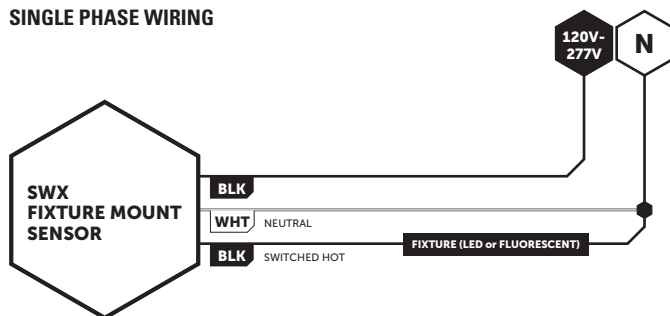 SINGLE PHASE WIRING
120V-
277V
N
SWX
FIXTURE MOUNT
SENSOR
BLK
WHT NEUTRAL
BLK SWITCHED HOT
FIXTURE (LED or FLUORESCENT)